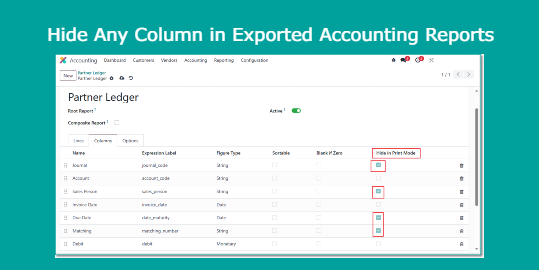 Hide Any Column in Exported Accounting Reports
Accounting Dashboard Customers Vendors Accounting Reporting Configuration
New Partner Ledger
Partner Ledger
1 / 1
Partner Ledger
Root Report ? Active ?
Composite Report ?
Lines Columns Options
Name Expression Label Figure Type Sortable Blank if Zero Hide in Print Mode
Journal journal_code String
Account account_code String
Sales Person sales_person String
Invoice Date invoice_date Date
Due Date date_maturity Date
Matching matching_number String
Debit debit Monetary